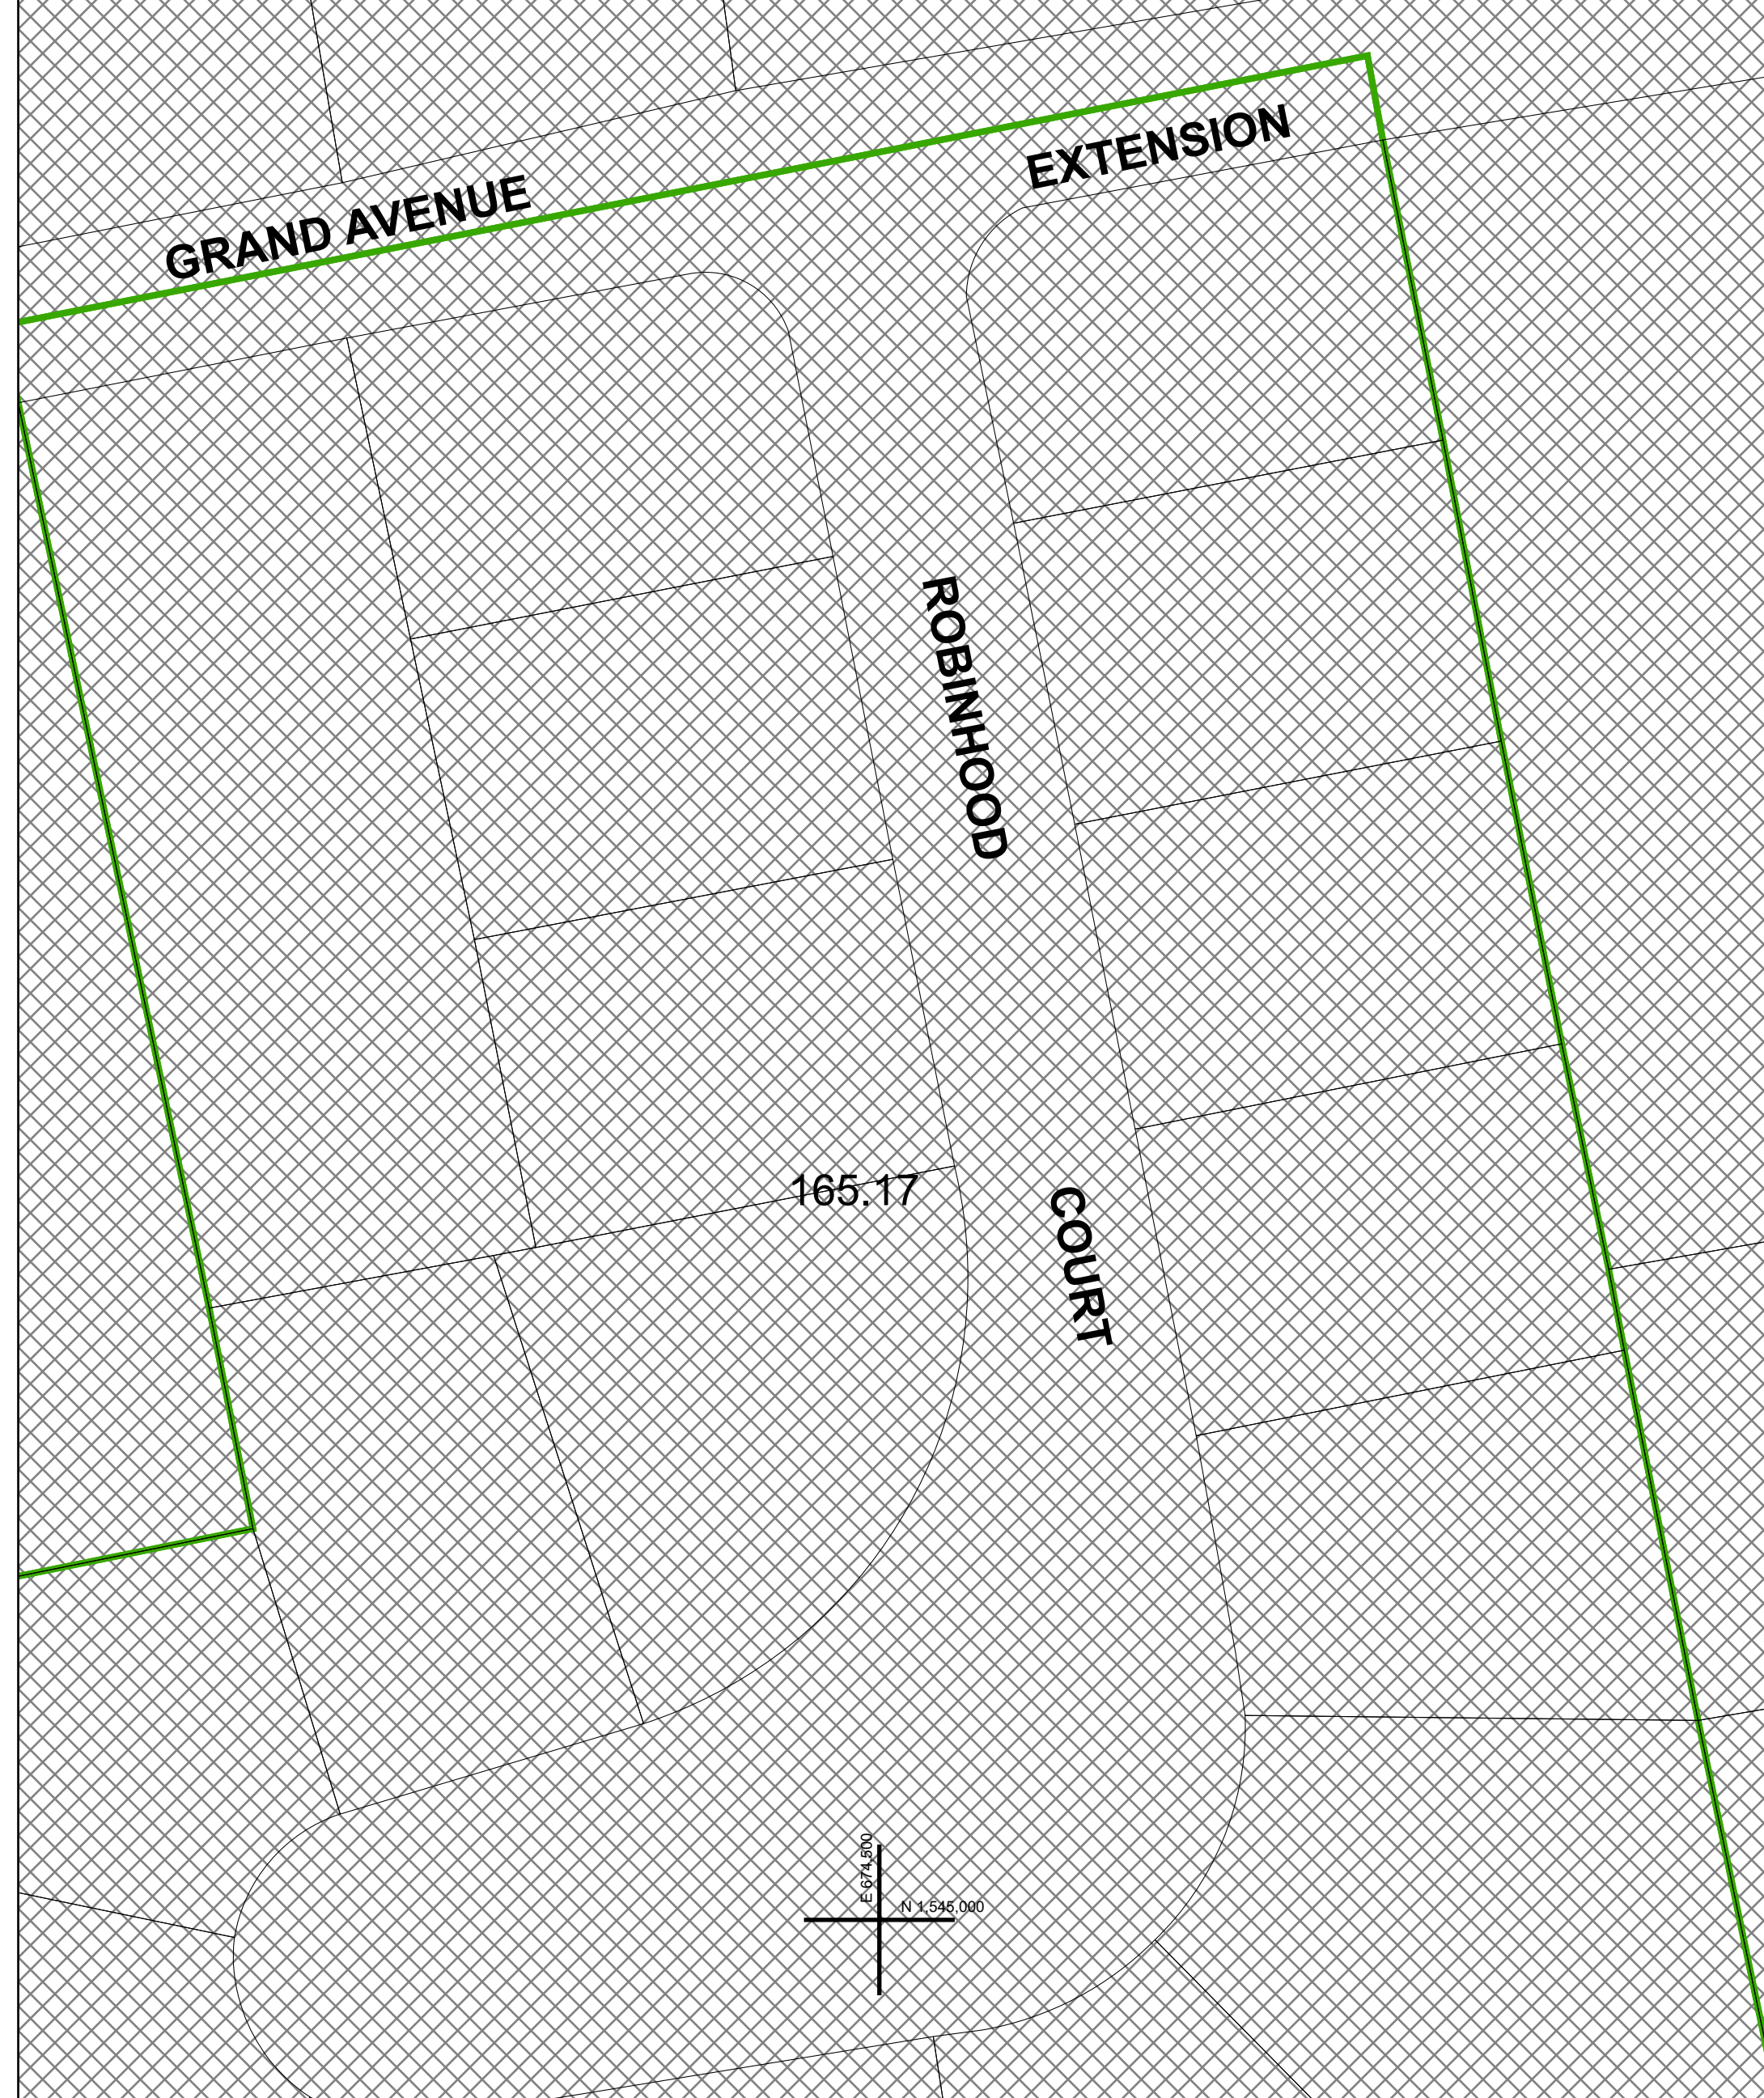 GRAND AVENUE
EXTENSION
ROBINHOOD
COURT
165.17
E 674,500
N 1,545,000